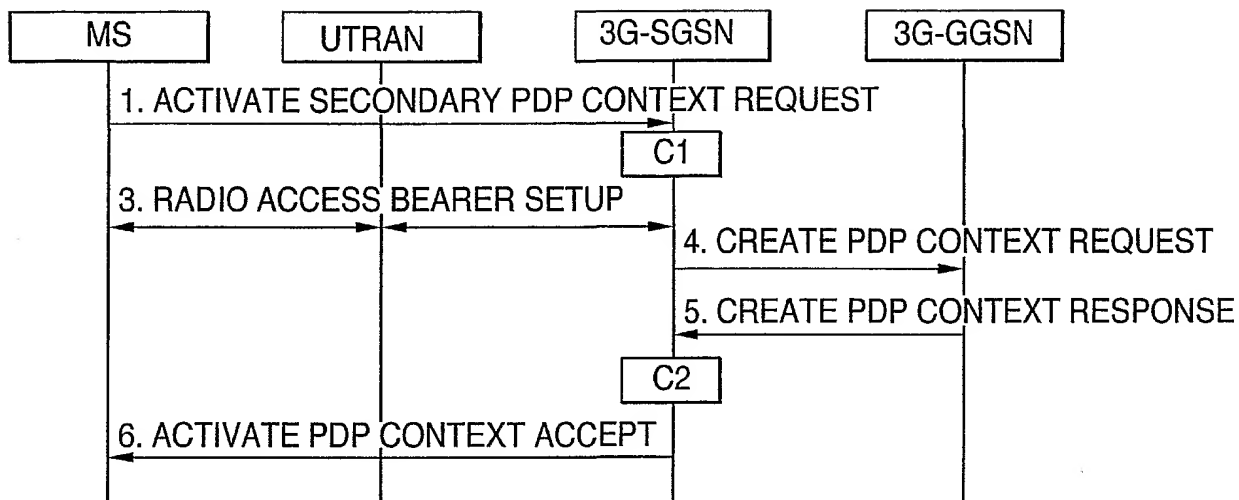 MS
UTRAN
3G-SGSN
3G-GGSN
1. ACTIVATE SECONDARY PDP CONTEXT REQUEST
C1
3. RADIO ACCESS BEARER SETUP
4. CREATE PDP CONTEXT REQUEST
5. CREATE PDP CONTEXT RESPONSE
C2
6. ACTIVATE PDP CONTEXT ACCEPT